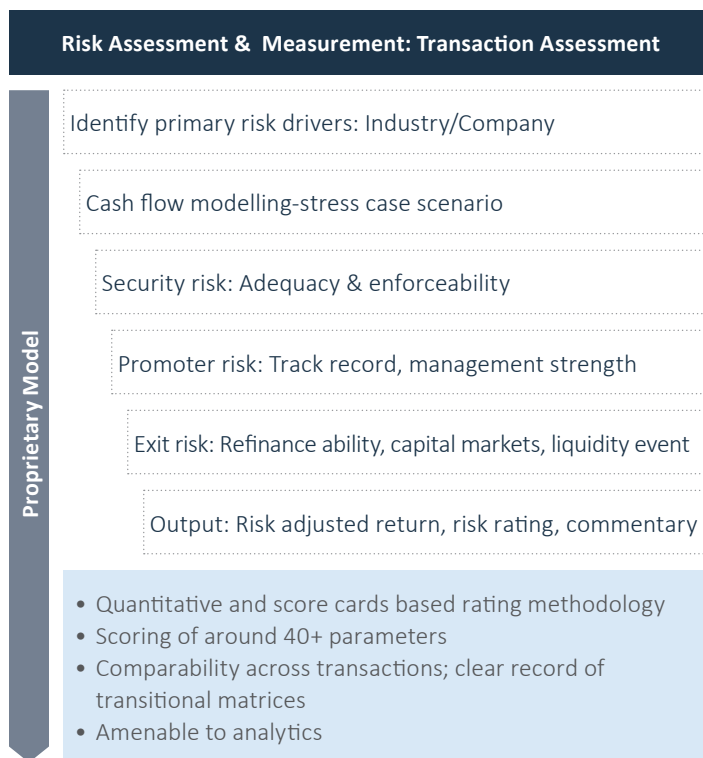 Risk Assessment & Measurement: Transaction Assessment
Identify primary risk drivers: Industry/Company
Cash flow modelling-stress case scenario
Security risk: Adequacy & enforceability
Promoter risk: Track record, management strength
Exit risk: Refinance ability, capital markets, liquidity event
Output: Risk adjusted return, risk rating, commentary
Proprietary Model
• Quantitative and score cards based rating methodology
• Scoring of around 40+ parameters
• Comparability across transactions; clear record of
transitional matrices
• Amenable to analytics